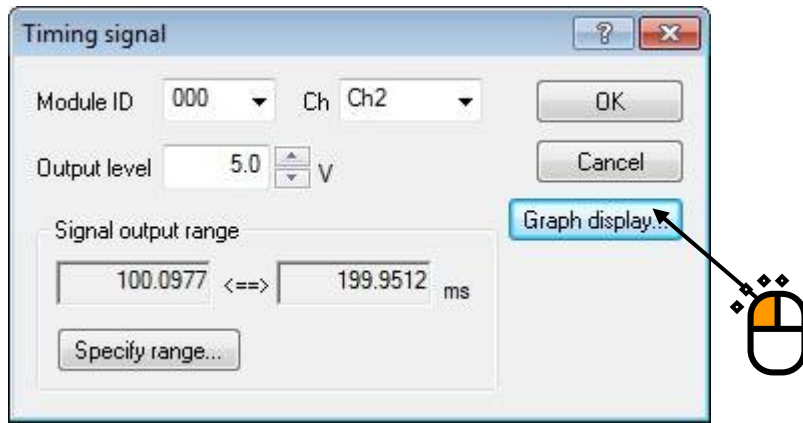 Timing signal
?
Module ID 000 Ch Ch2 OK
Output level 5.0 V Cancel
Graph display...
Signal output range
100.0977 <==> 199.9512 ms
Specify range...